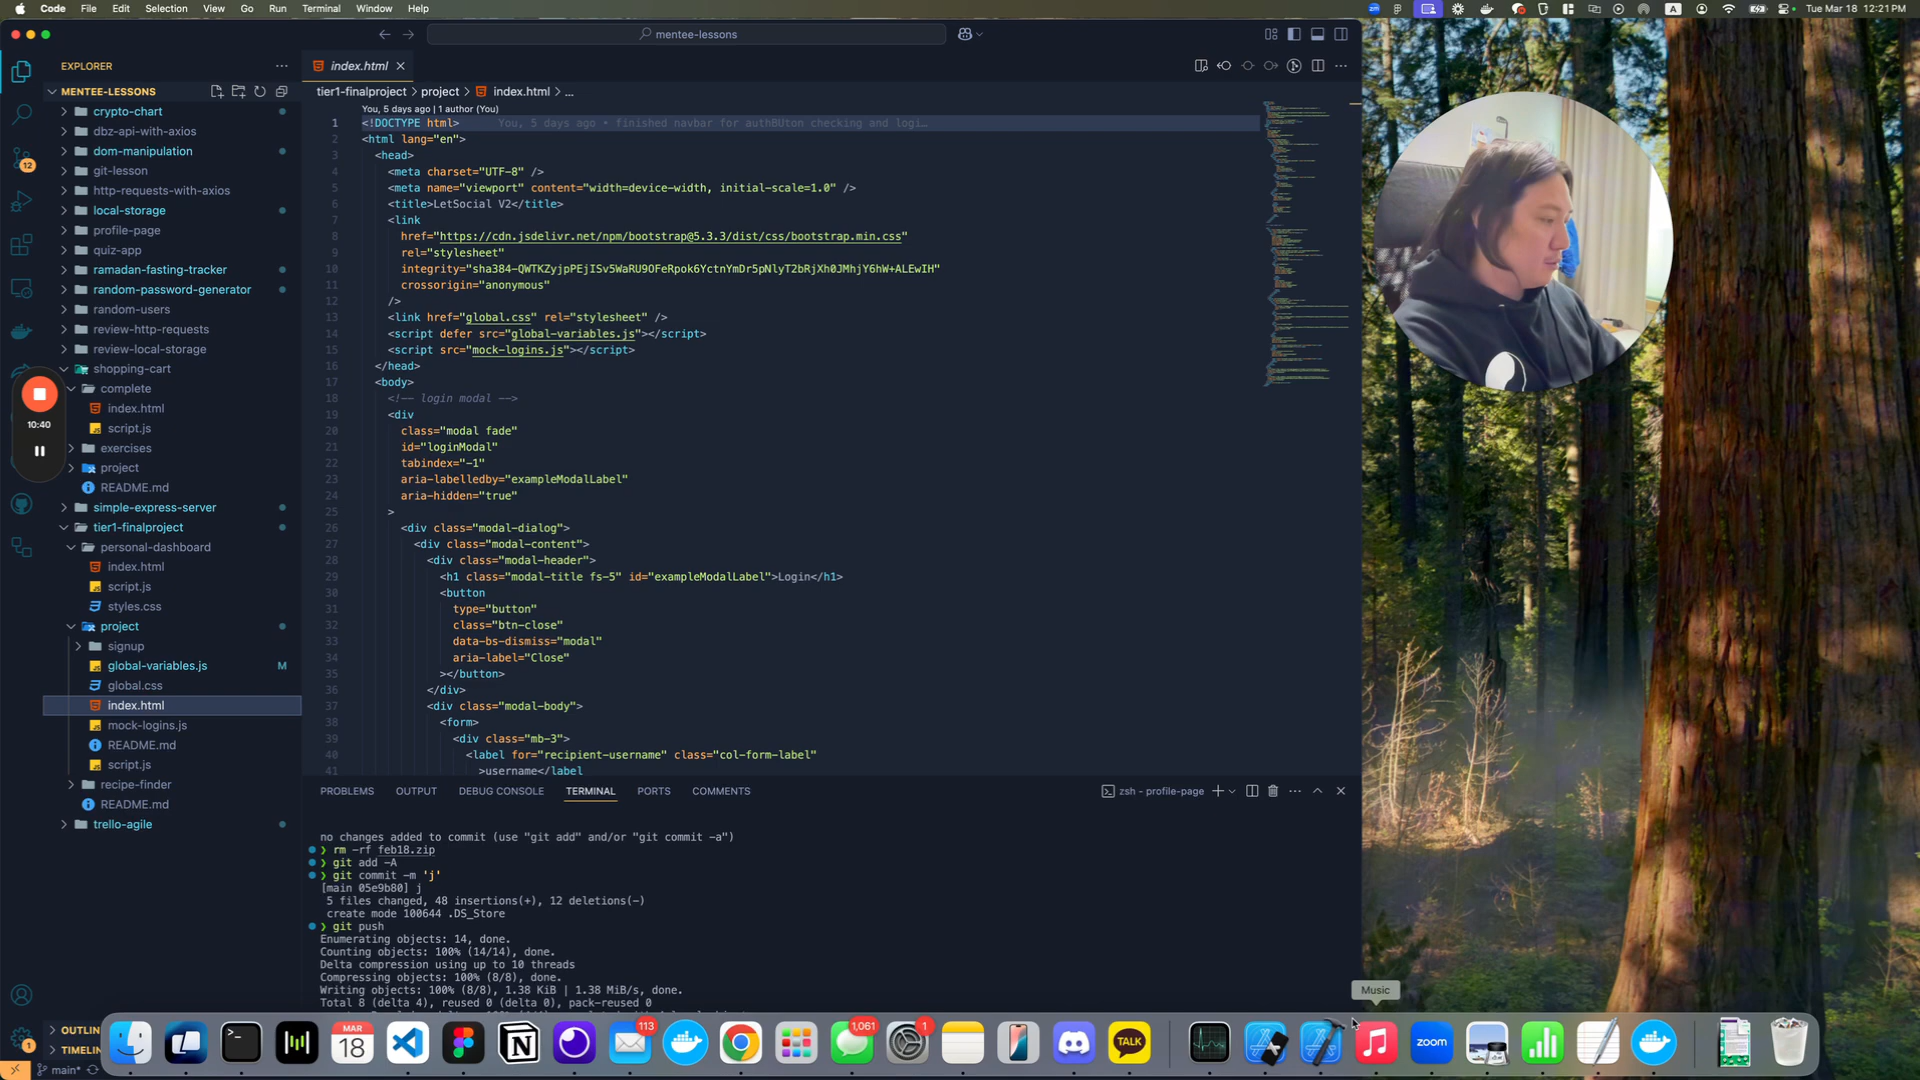 Code File Edit Selection View Go Run Terminal Window Help
Tue Mar 18 12:21 PM
mentee-lessons
EXPLORER
index.html
MENTEE-LESSONS
tier1-finalproject > project > index.html > ...
crypto-chart
dbz-api-with-axios
dom-manipulation
git-lesson
http-requests-with-axios
local-storage
profile-page
quiz-app
ramadan-fasting-tracker
random-password-generator
random-users
review-http-requests
review-local-storage
shopping-cart
complete
index.html
script.js
exercises
project
README.md
simple-express-server
tier1-finalproject
personal-dashboard
index.html
script.js
styles.css
project
signup
global-variables.js M
global.css
index.html
mock-logins.js
README.md
script.js
recipe-finder
README.md
trello-agile
OUTLIN
TIMELIN
main*
12
10:40
1
You, 5 days ago | 1 author (You)
1 <!DOCTYPE html> You, 5 days ago • finished navbar for authBUton checking and logi…
2 <html lang="en">
3 <head>
4 <meta charset="UTF-8" />
5 <meta name="viewport" content="width=device-width, initial-scale=1.0" />
6 <title>LetSocial V2</title>
7 <link
8 href="https://cdn.jsdelivr.net/npm/bootstrap@5.3.3/dist/css/bootstrap.min.css"
9 rel="stylesheet"
10 integrity="sha384-QWTKZyjpPEjISv5WaRU9OFeRpok6YctnYmDr5pNlyT2bRjXh0JMhjY6hW+ALEwIH"
11 crossorigin="anonymous"
12 />
13 <link href="global.css" rel="stylesheet" />
14 <script defer src="global-variables.js"></script>
15 <script src="mock-logins.js"></script>
16 </head>
17 <body>
18 <!-- login modal -->
19 <div
20 class="modal fade"
21 id="loginModal"
22 tabindex="-1"
23 aria-labelledby="exampleModalLabel"
24 aria-hidden="true"
25 >
26 <div class="modal-dialog">
27 <div class="modal-content">
28 <div class="modal-header">
29 <h1 class="modal-title fs-5" id="exampleModalLabel">Login</h1>
30 <button
31 type="button"
32 class="btn-close"
33 data-bs-dismiss="modal"
34 aria-label="Close"
35 ></button>
36 </div>
37 <div class="modal-body">
38 <form>
39 <div class="mb-3">
40 <label for="recipient-username" class="col-form-label"
41 >username</label
PROBLEMS OUTPUT DEBUG CONSOLE TERMINAL PORTS COMMENTS
zsh - profile-page
no changes added to commit (use "git add" and/or "git commit -a")
❯ rm -rf feb18.zip
❯ git add -A
❯ git commit -m 'j'
[main 05e9b80] j
5 files changed, 48 insertions(+), 12 deletions(-)
create mode 100644 .DS_Store
❯ git push
Enumerating objects: 14, done.
Counting objects: 100% (14/14), done.
Delta compression using up to 10 threads
Compressing objects: 100% (8/8), done.
Writing objects: 100% (8/8), 1.38 KiB | 1.38 MiB/s, done.
Total 8 (delta 4), reused 0 (delta 0), pack-reused 0
Music
MAR
18
113
1,061
1
TALK
zoom